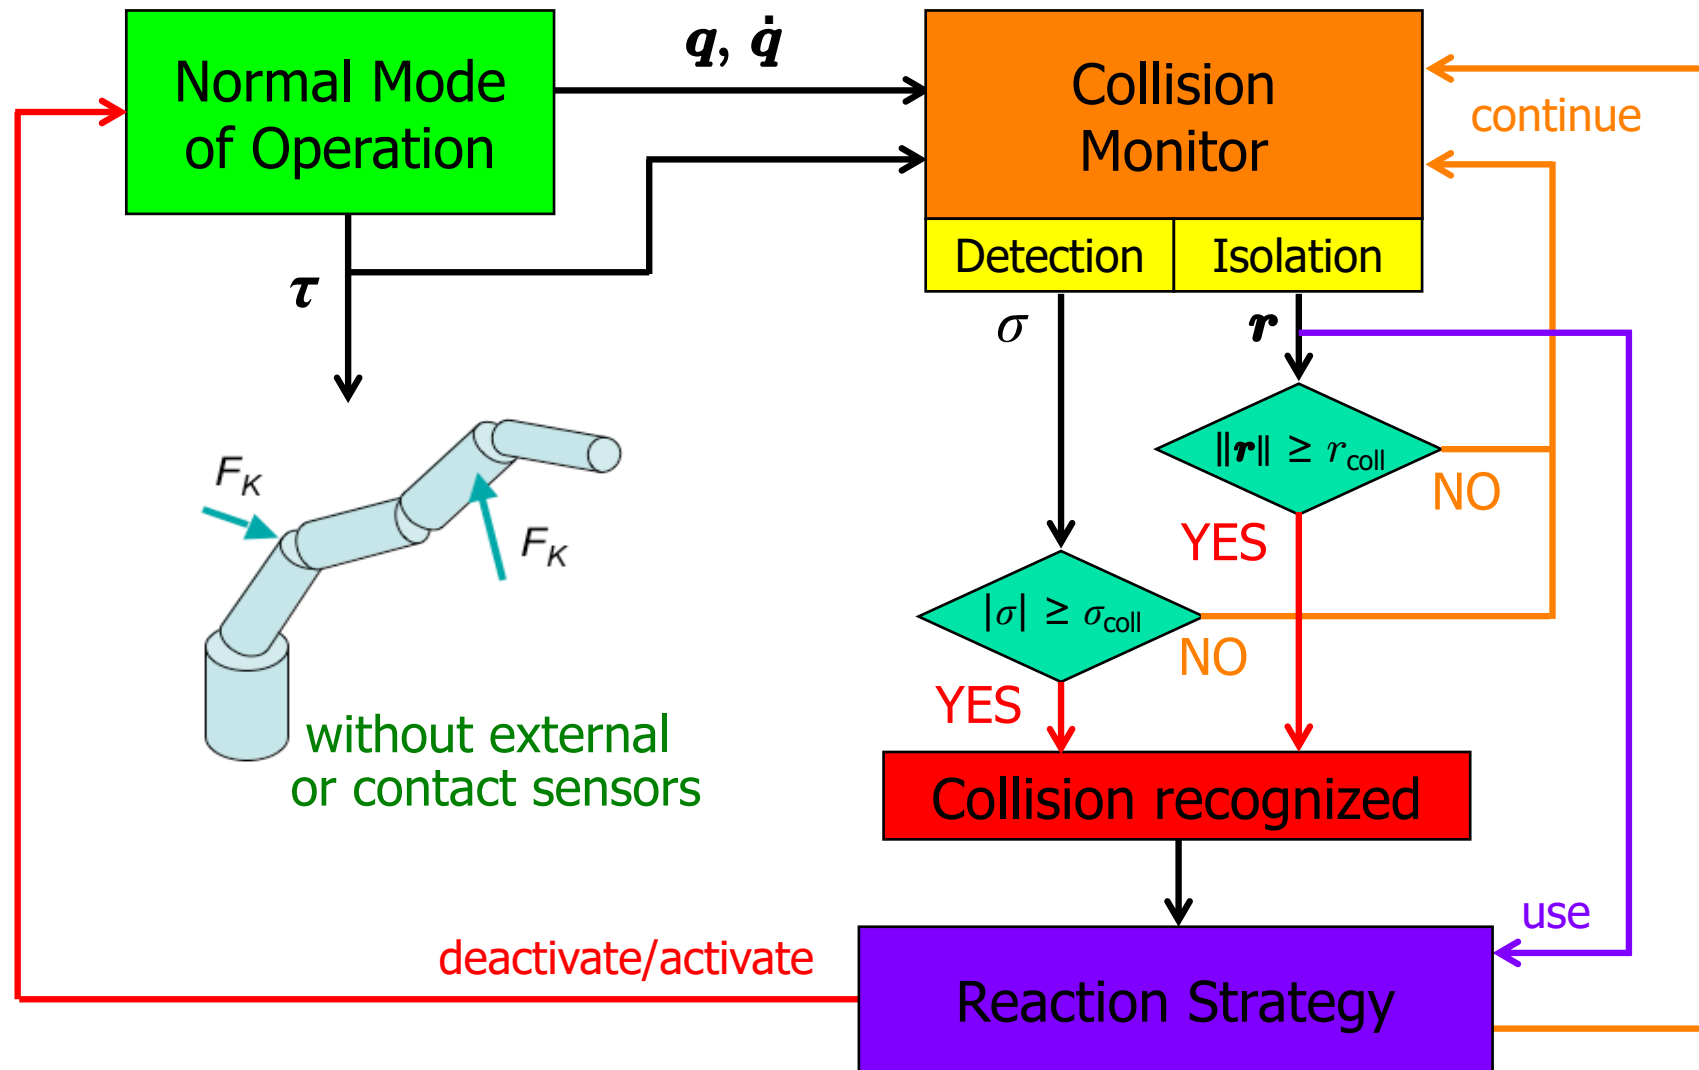 Normal Mode
of Operation
q, q̇
Collision
Monitor
continue
Detection
Isolation
τ
σ
r
‖r‖ ≥ r_coll
NO
YES
F_K
F_K
|σ| ≥ σ_coll
NO
YES
without external
or contact sensors
Collision recognized
use
deactivate/activate
Reaction Strategy